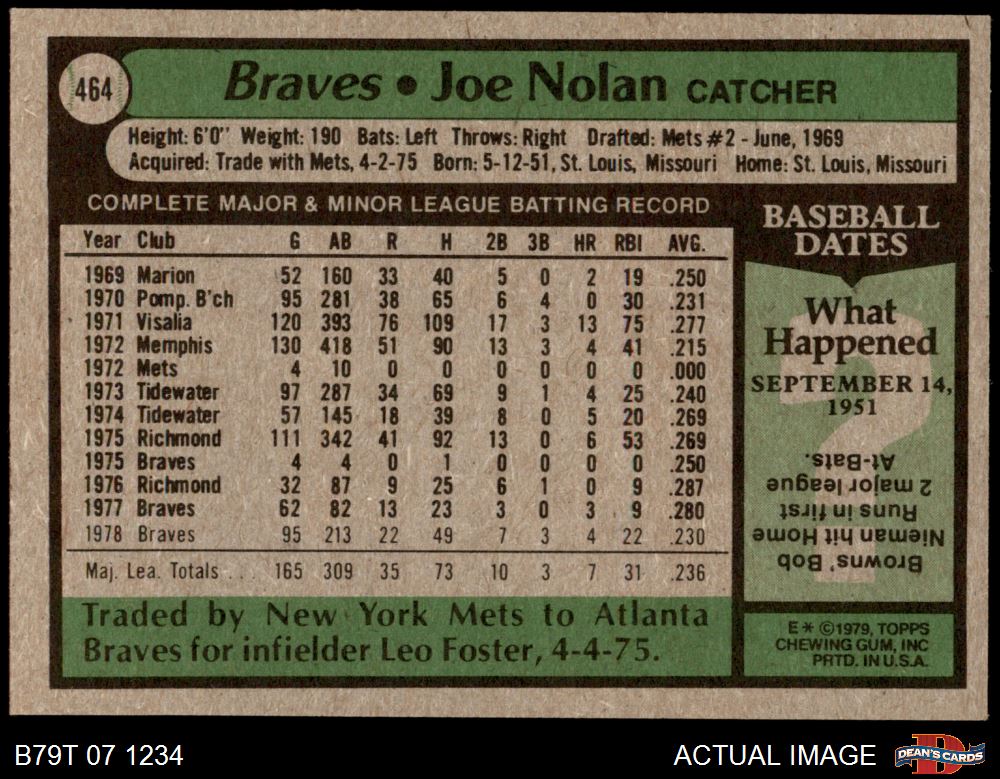 464
Braves • Joe Nolan CATCHER
Height: 6'0" Weight: 190 Bats: Left Throws: Right Drafted: Mets #2 - June, 1969
Acquired: Trade with Mets, 4-2-75 Born: 5-12-51, St. Louis, Missouri Home: St. Louis, Missouri
COMPLETE MAJOR & MINOR LEAGUE BATTING RECORD
Year Club G AB R H 2B 3B HR RBI AVG.
1969 Marion 52 160 33 40 5 0 2 19 .250
1970 Pomp. B'ch 95 281 38 65 6 4 0 30 .231
1971 Visalia 120 393 76 109 17 3 13 75 .277
1972 Memphis 130 418 51 90 13 3 4 41 .215
1972 Mets 4 10 0 0 0 0 0 0 .000
1973 Tidewater 97 287 34 69 9 1 4 25 .240
1974 Tidewater 57 145 18 39 8 0 5 20 .269
1975 Richmond 111 342 41 92 13 0 6 53 .269
1975 Braves 4 4 0 1 0 0 0 0 .250
1976 Richmond 32 87 9 25 6 1 0 9 .287
1977 Braves 62 82 13 23 3 0 3 9 .280
1978 Braves 95 213 22 49 7 3 4 22 .230
Maj. Lea. Totals . . . 165 309 35 73 10 3 7 31 .236
Traded by New York Mets to Atlanta
Braves for infielder Leo Foster, 4-4-75.
BASEBALL
DATES
What
Happened
SEPTEMBER 14,
1951
Browns' Bob
Nieman hit Home
Runs in first
2 major league
At-Bats.
E * ©1979, TOPPS
CHEWING GUM, INC
PRTD. IN U.S.A.
B79T 07 1234
ACTUAL IMAGE
D
DEAN'S CARDS